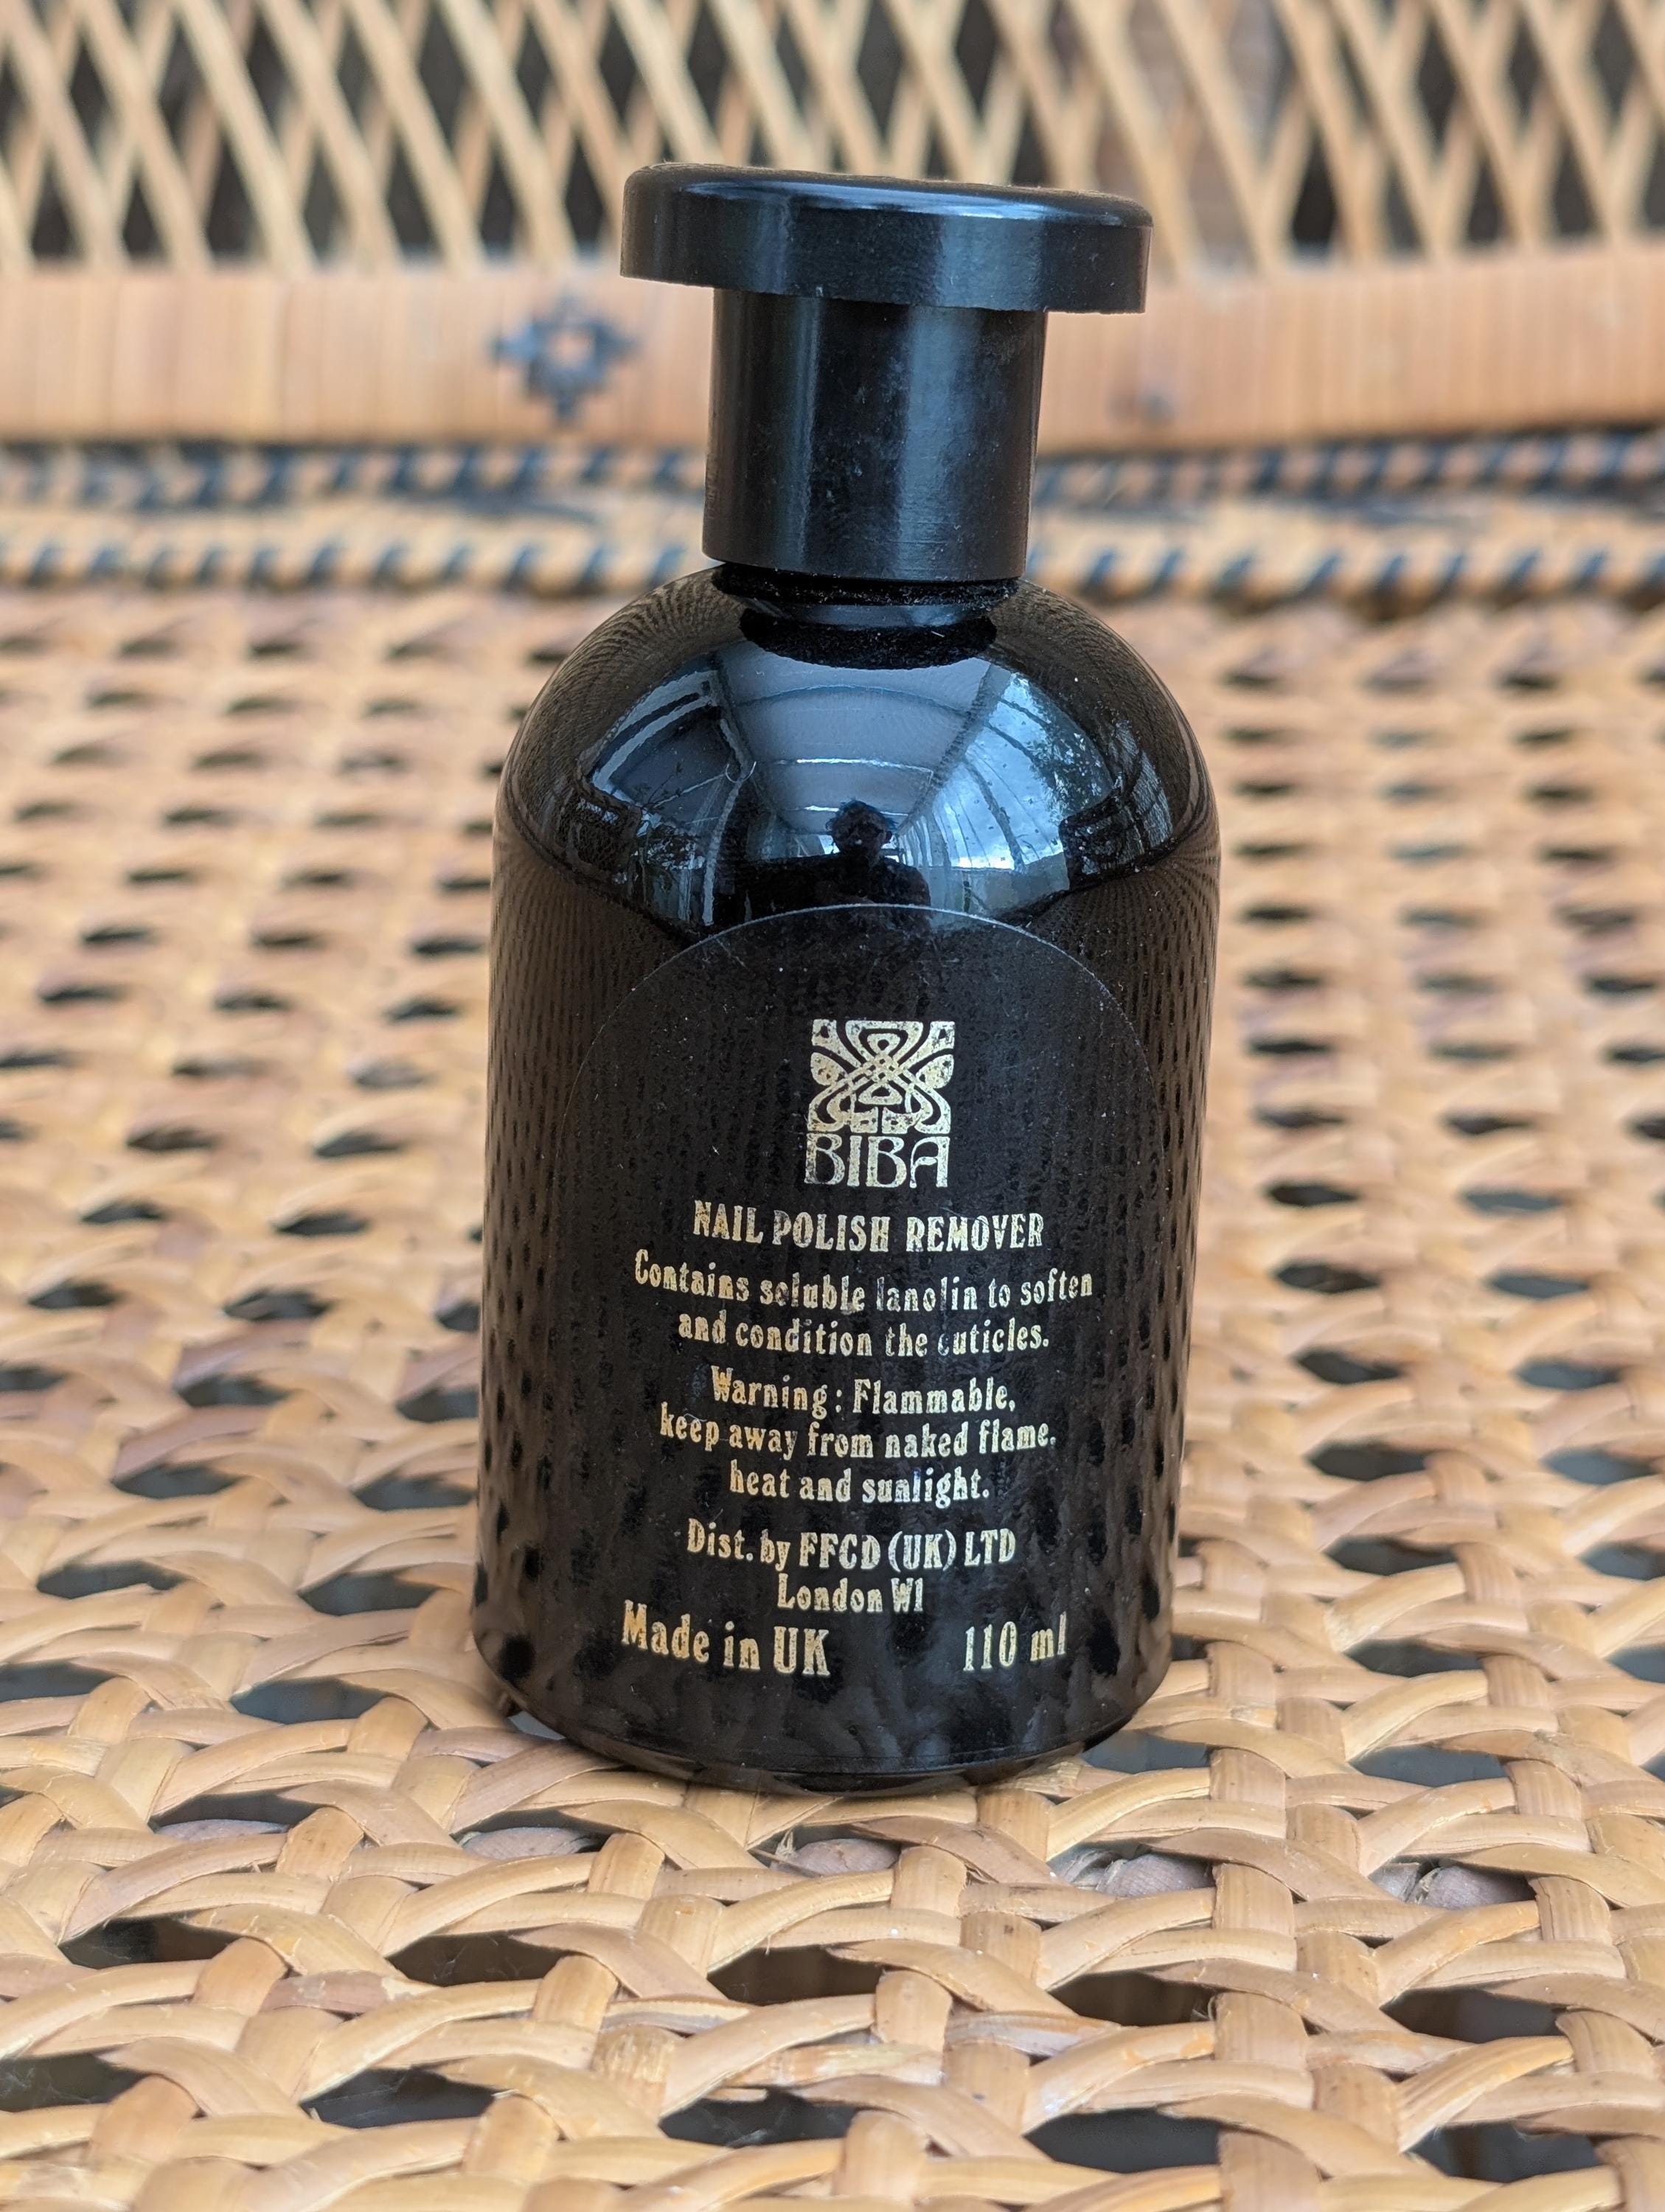 BIBA
NAIL POLISH REMOVER
Contains soluble lanolin to soften
and condition the cuticles.
Warning: Flammable,
keep away from naked flame.
heat and sunlight.
Dist. by FFCD (UK) LTD
London W1
Made in UK 110 ml